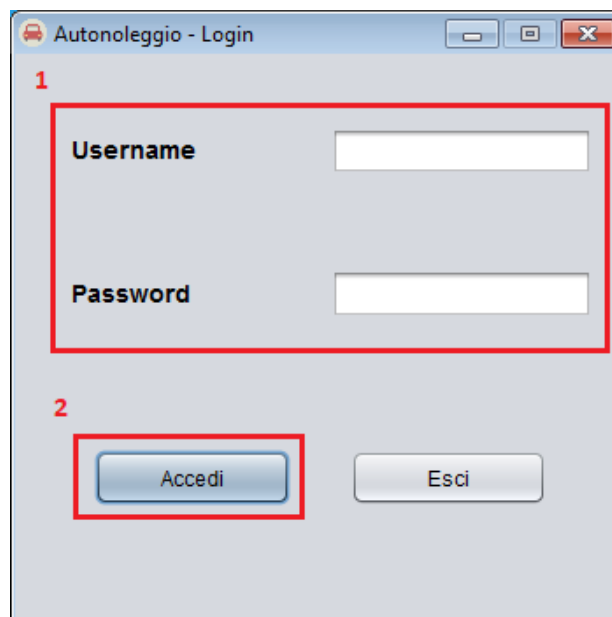 Autonoleggio - Login
1
Username
Password
2
Accedi
Esci